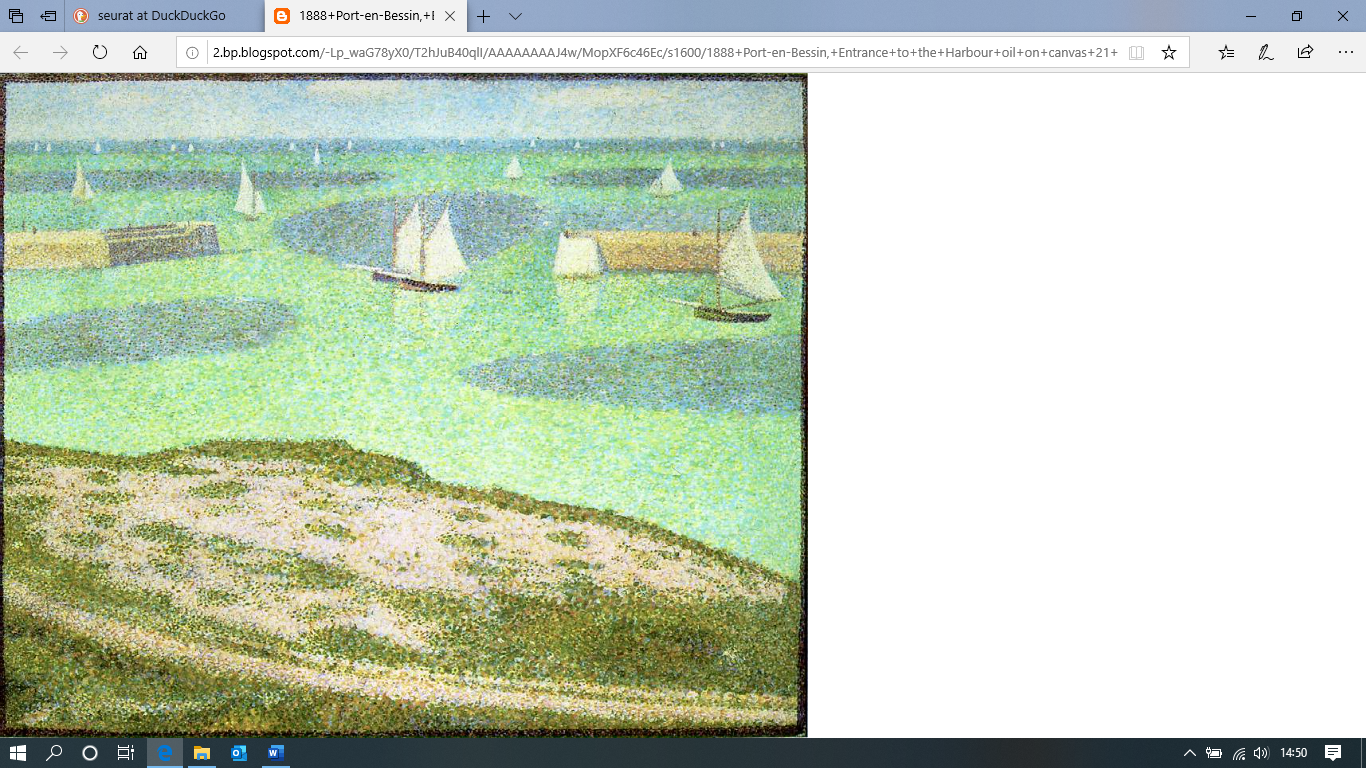 seurat at DuckDuckGo
1888+Port-en-Bessin,+E
2.bp.blogspot.com/-Lp_waG78yX0/T2hJuB40qlI/AAAAAAAAJ4w/MopXF6c46Ec/s1600/1888+Port-en-Bessin,+Entrance+to+the+Harbour+oil+on+canvas+21+
14:50